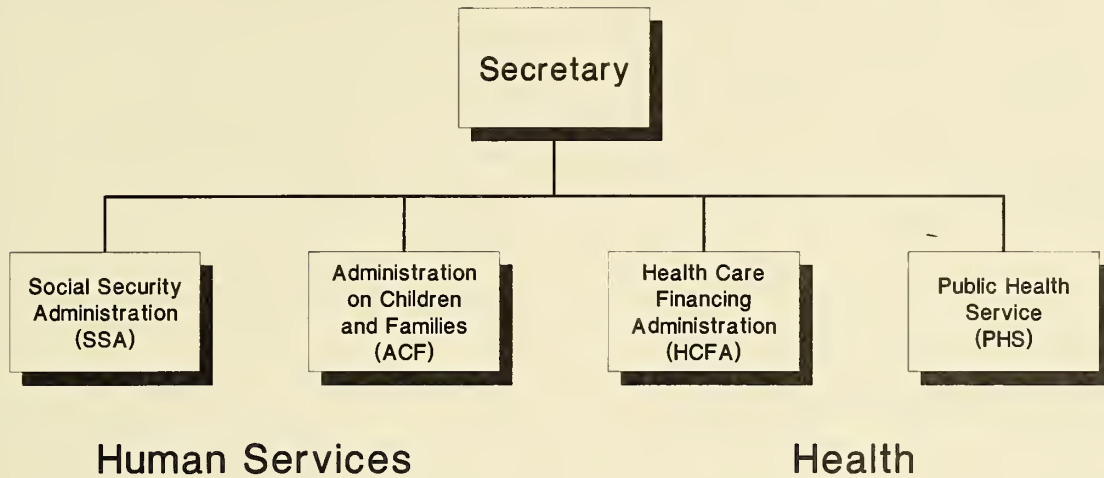 Secretary
Social Security
Administration
(SSA)
Administration
on Children
and Families
(ACF)
Health Care
Financing
Administration
(HCFA)
Public Health
Service
(PHS)
Human Services
Health